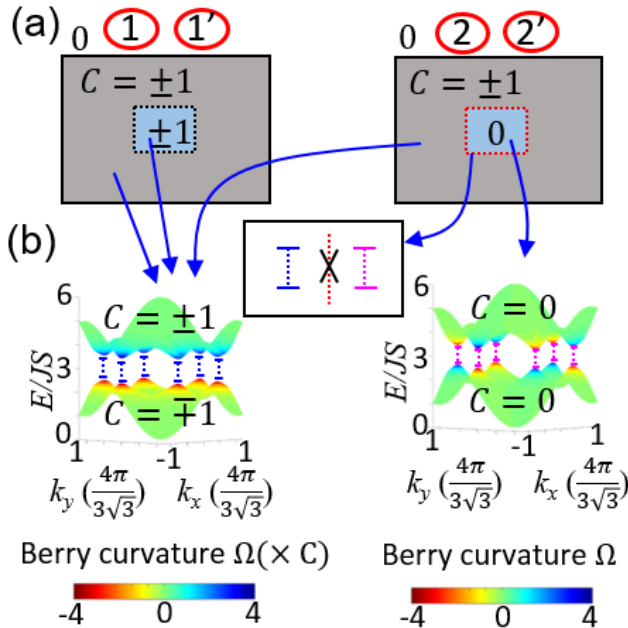 (a)
0 1 1′
0 2 2′
C = ±1
±1
C = ±1
0
(b)
6
3
0
E/JS
C = ±1
C = ∓1
1
-1
1
k_y (4π/3√3)
k_x (4π/3√3)
6
3
0
E/JS
C = 0
C = 0
1
-1
1
k_y (4π/3√3)
k_x (4π/3√3)
Berry curvature Ω(× C)
-4 0 4
Berry curvature Ω
-4 0 4